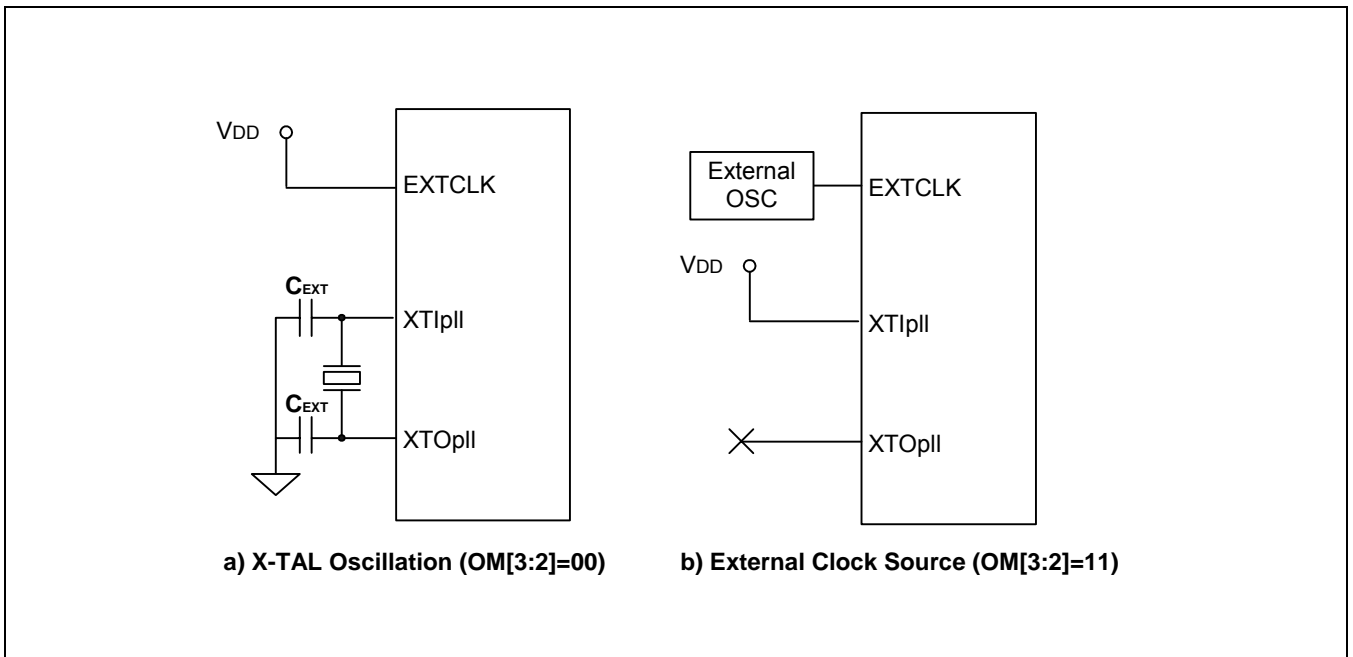 VDD
EXTCLK
CEXT
XTIpll
CEXT
XTOpll
a) X-TAL Oscillation (OM[3:2]=00)
External
OSC
EXTCLK
VDD
XTIpll
XTOpll
b) External Clock Source (OM[3:2]=11)